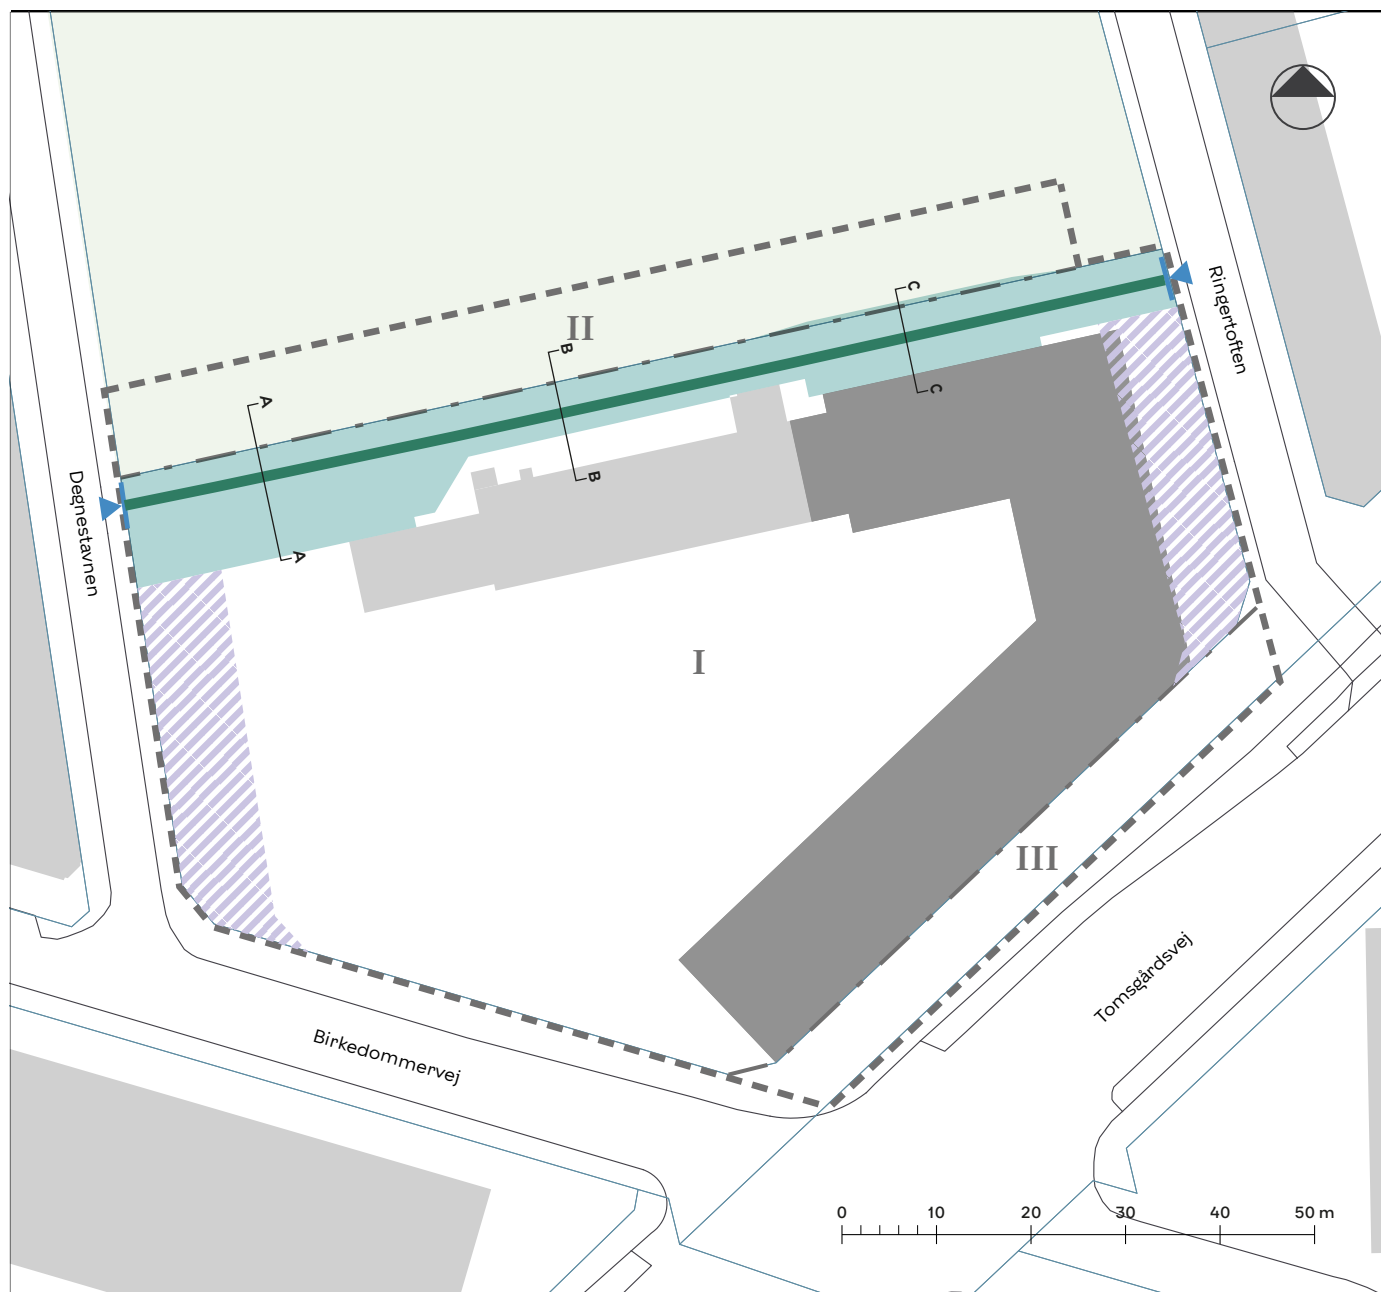 C
Ringertoften
II
B
C
A
Degnestavnen
B
A
I
III
Tomsgårdsvej
Birkedommervej
0 10 20 30 40 50 m